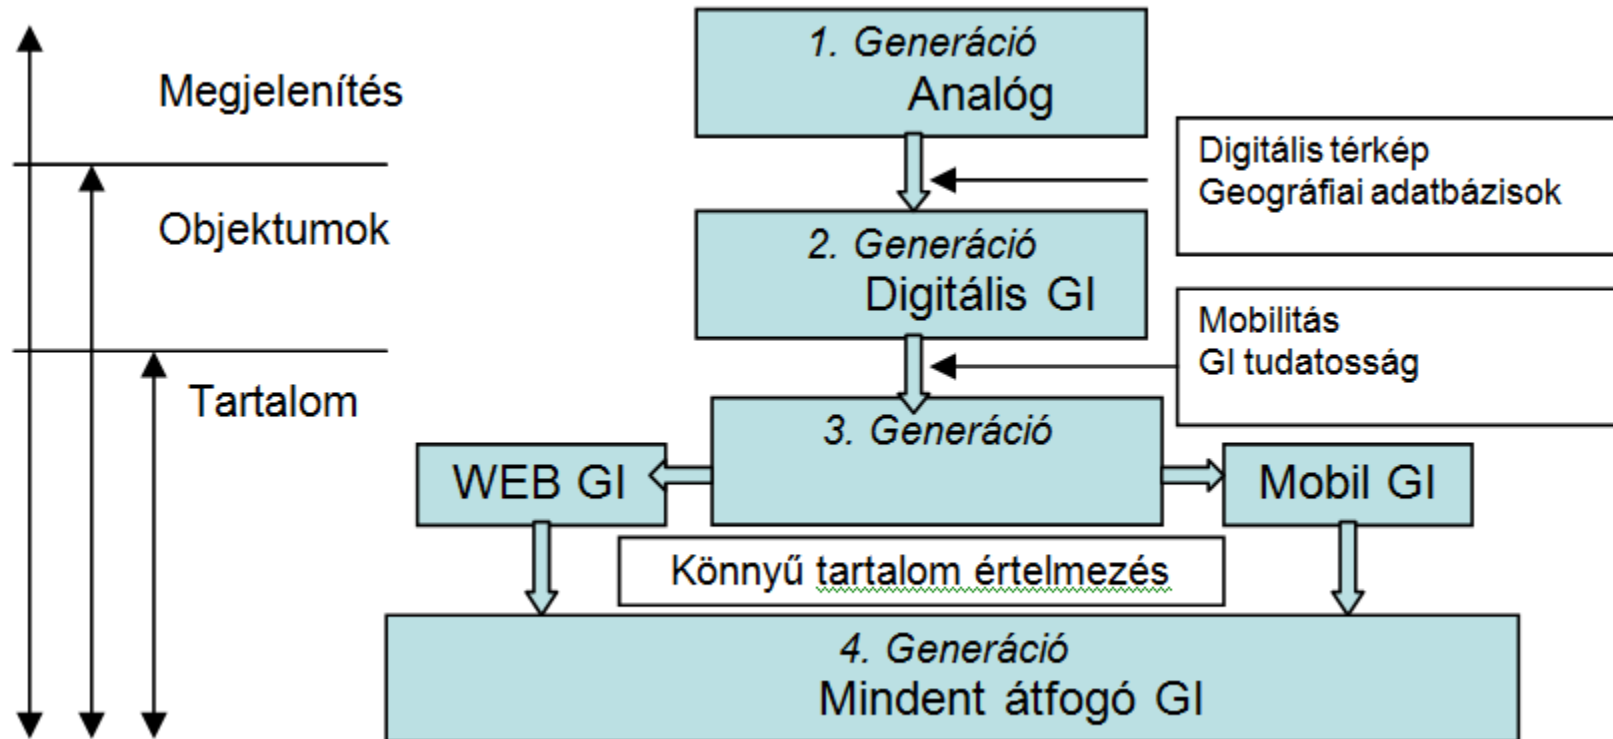 Megjelenítés
Objektumok
Tartalom
1. Generáció
Analóg
Digitális térkép
Geográfiai adatbázisok
2. Generáció
Digitális GI
Mobilitás
GI tudatosság
3. Generáció
WEB GI
Mobil GI
Könnyű tartalom értelmezés
4. Generáció
Mindent átfogó GI